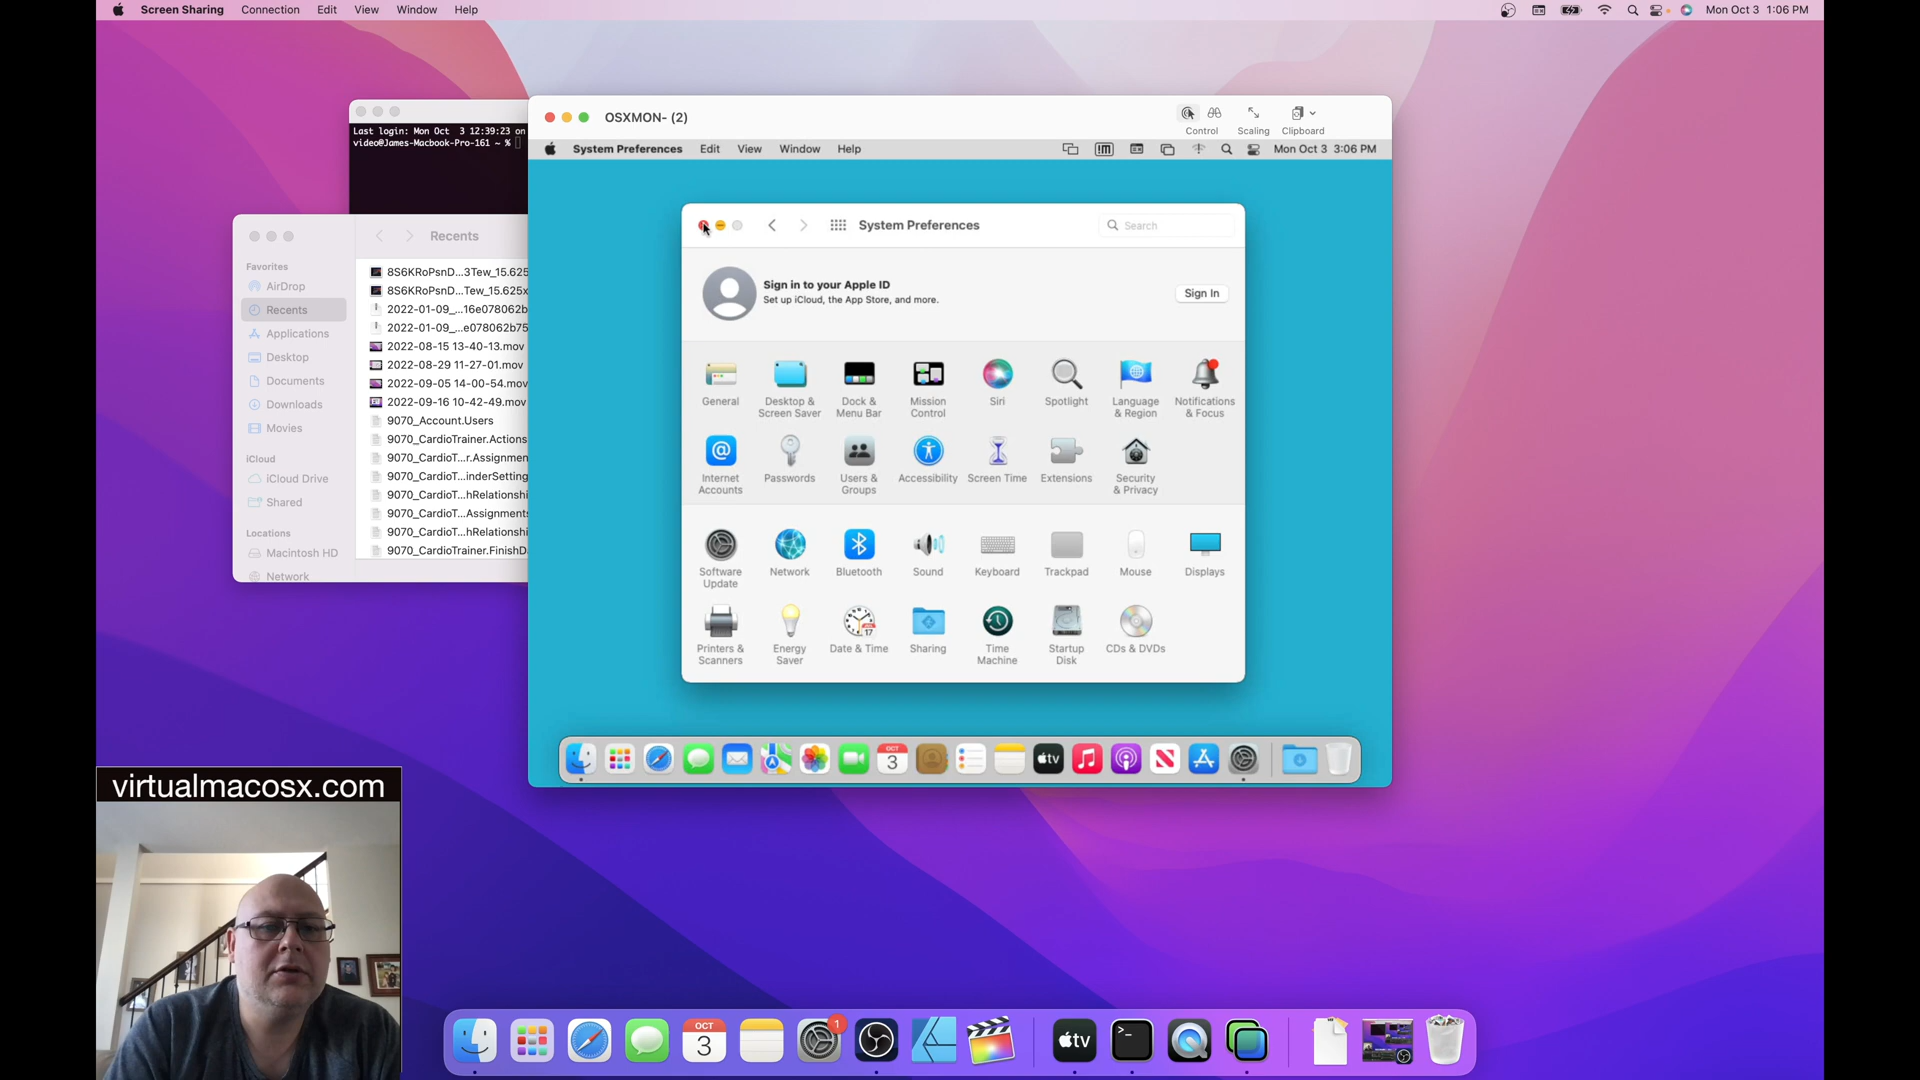 Screen Sharing Connection Edit View Window Help
Mon Oct 3 1:06 PM
Last login: Mon Oct 3 12:39:23 on
video@James-Macbook-Pro-161 ~ %
Recents
Favorites
AirDrop
Recents
Applications
Desktop
Documents
Downloads
Movies
iCloud
iCloud Drive
Shared
Locations
Macintosh HD
Network
8S6KRoPsnD...3Tew_15.625
8S6KRoPsnD...Tew_15.625x
2022-01-09_...16e078062b
2022-01-09_...e078062b75
2022-08-15 13-40-13.mov
2022-08-29 11-27-01.mov
2022-09-05 14-00-54.mov
2022-09-16 10-42-49.mov
9070_Account.Users
9070_CardioTrainer.Actions
9070_CardioT...r.Assignmen
9070_CardioT...inderSetting
9070_CardioT...hRelationshi
9070_CardioT...Assignments
9070_CardioT...hRelationshi
9070_CardioTrainer.FinishD
OSXMON- (2)
Control Scaling Clipboard
System Preferences Edit View Window Help
Mon Oct 3 3:06 PM
System Preferences
Search
Sign in to your Apple ID
Set up iCloud, the App Store, and more.
Sign In
General
Desktop &
Screen Saver
Dock &
Menu Bar
Mission
Control
Siri
Spotlight
Language
& Region
Notifications
& Focus
Internet
Accounts
Passwords
Users &
Groups
Accessibility
Screen Time
Extensions
Security
& Privacy
Software
Update
Network
Bluetooth
Sound
Keyboard
Trackpad
Mouse
Displays
Printers &
Scanners
Energy
Saver
Date & Time
Sharing
Time
Machine
Startup
Disk
CDs & DVDs
OCT
3
tv
virtualmacosx.com
OCT
3
1
tv